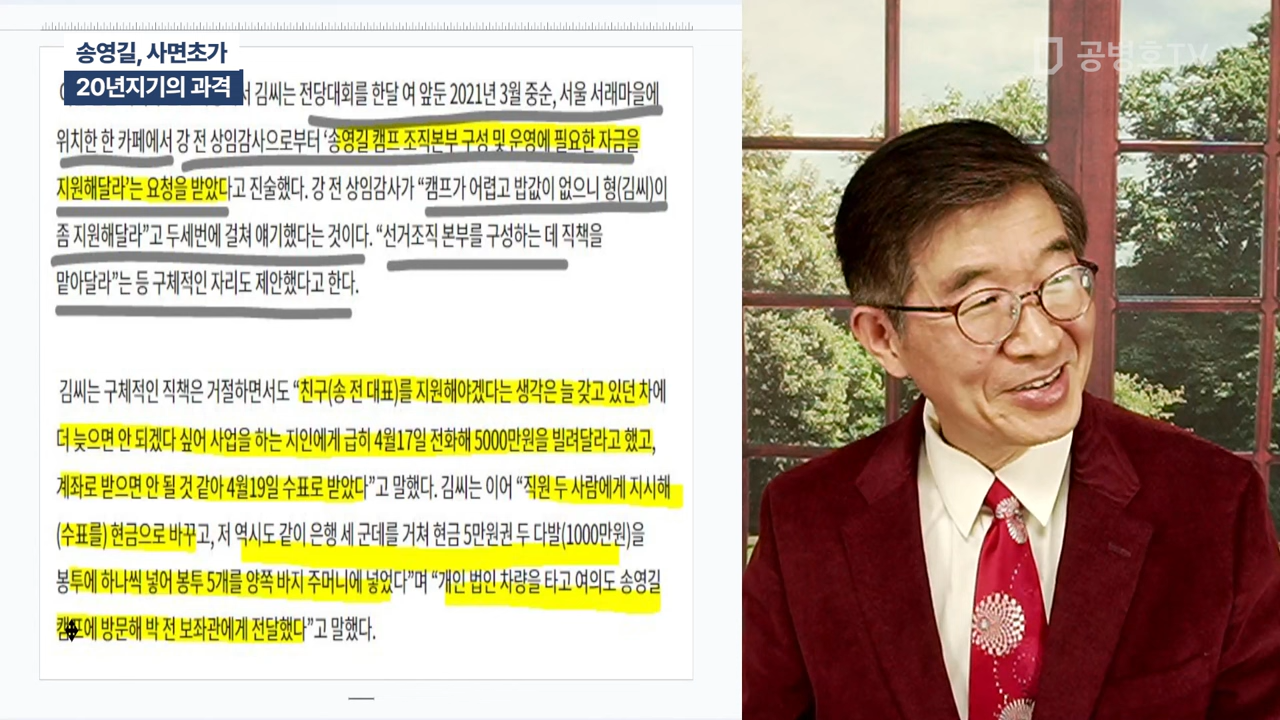 송영길, 사면초가
20년지기의 과격
공병호TV
서 김씨는 전당대회를 한달 여 앞둔 2021년 3월 중순, 서울 서래마을에
위치한 한 카페에서 강 전 상임감사으로부터 ‘송영길 캠프 조직본부 구성 및 운영에 필요한 자금을
지원해달라’는 요청을 받았다고 진술했다. 강 전 상임감사가 “캠프가 어렵고 밥값이 없으니 형(김씨)이
좀 지원해달라”고 두세번에 걸쳐 얘기했다는 것이다. “선거조직 본부를 구성하는 데 직책을
맡아달라”는 등 구체적인 자리도 제안했다고 한다.
김씨는 구체적인 직책은 거절하면서도 “친구(송 전 대표)를 지원해야겠다는 생각은 늘 갖고 있던 차에
더 늦으면 안 되겠다 싶어 사업을 하는 지인에게 급히 4월17일 전화해 5000만원을 빌려달라고 했고,
계좌로 받으면 안 될 것 같아 4월19일 수표로 받았다”고 말했다. 김씨는 이어 “직원 두 사람에게 지시해
(수표를) 현금으로 바꾸고, 저 역시도 같이 은행 세 군데를 거쳐 현금 5만원권 두 다발(1000만원)을
봉투에 하나씩 넣어 봉투 5개를 양쪽 바지 주머니에 넣었다”며 “개인 법인 차량을 타고 여의도 송영길
캠프에 방문해 박 전 보좌관에게 전달했다”고 말했다.